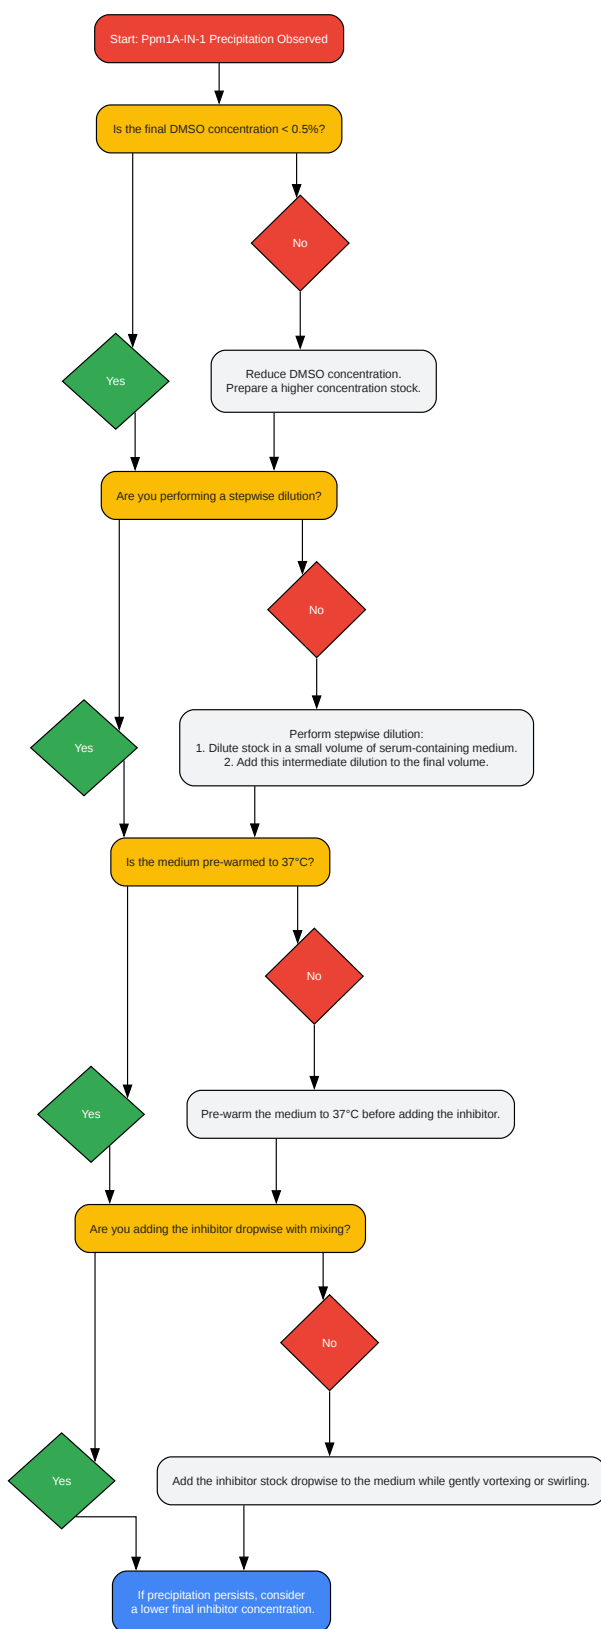 Start: Ppm1A-IN-1 Precipitation Observed
Is the final DMSO concentration < 0.5%?
No
Yes
Reduce DMSO concentration.
Prepare a higher concentration stock.
Are you performing a stepwise dilution?
No
Yes
Perform stepwise dilution:
1. Dilute stock in a small volume of serum-containing medium.
2. Add this intermediate dilution to the final volume.
Is the medium pre-warmed to 37°C?
No
Yes
Pre-warm the medium to 37°C before adding the inhibitor.
Are you adding the inhibitor dropwise with mixing?
No
Yes
Add the inhibitor stock dropwise to the medium while gently vortexing or swirling.
If precipitation persists, consider
a lower final inhibitor concentration.